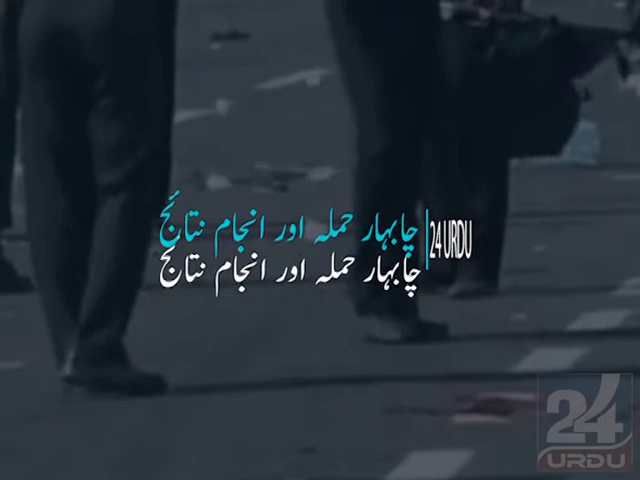 چابہار حملہ اور انجام نتائج
چابہار حملہ اور انجام نتائج
24 URDU
24
URDU